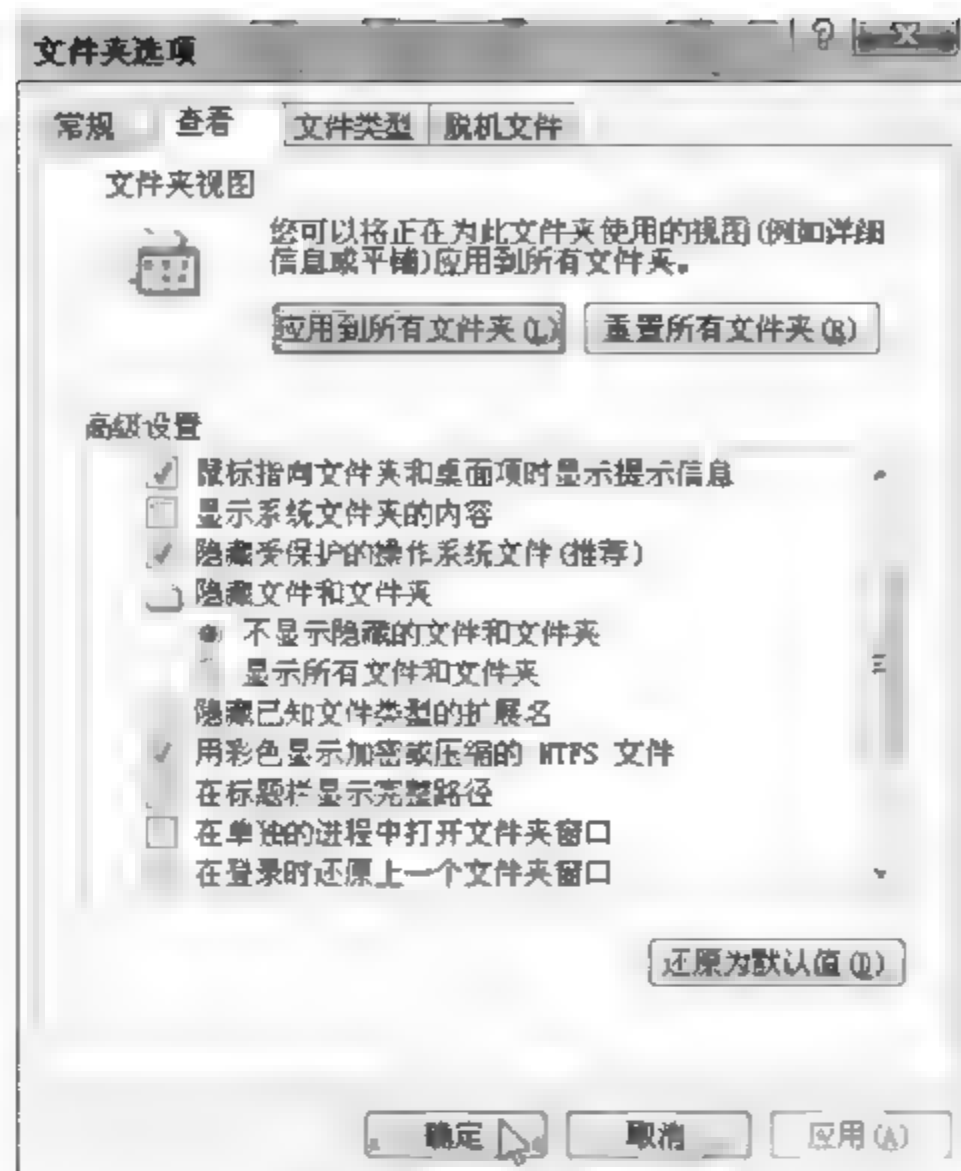 文件夹选项
常规 查看 文件类型 脱机文件
文件夹视图
您可以将正在为此文件夹使用的视图(例如详细
信息或平铺)应用到所有文件夹。
应用到所有文件夹(L) 重置所有文件夹(R)
高级设置
鼠标指向文件夹和桌面项时显示提示信息
显示系统文件夹的内容
隐藏受保护的操作系统文件(推荐)
隐藏文件和文件夹
不显示隐藏的文件和文件夹
显示所有文件和文件夹
隐藏已知文件类型的扩展名
用彩色显示加密或压缩的 NTFS 文件
在标题栏显示完整路径
在单独的进程中打开文件夹窗口
在登录时还原上一个文件夹窗口
还原为默认值(D)
确定 取消 应用(A)